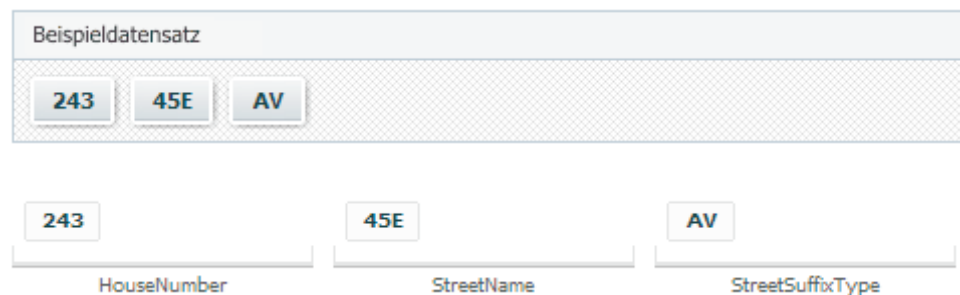 Beispieldatensatz
243 45E AV
243 45E AV
HouseNumber StreetName StreetSuffixType